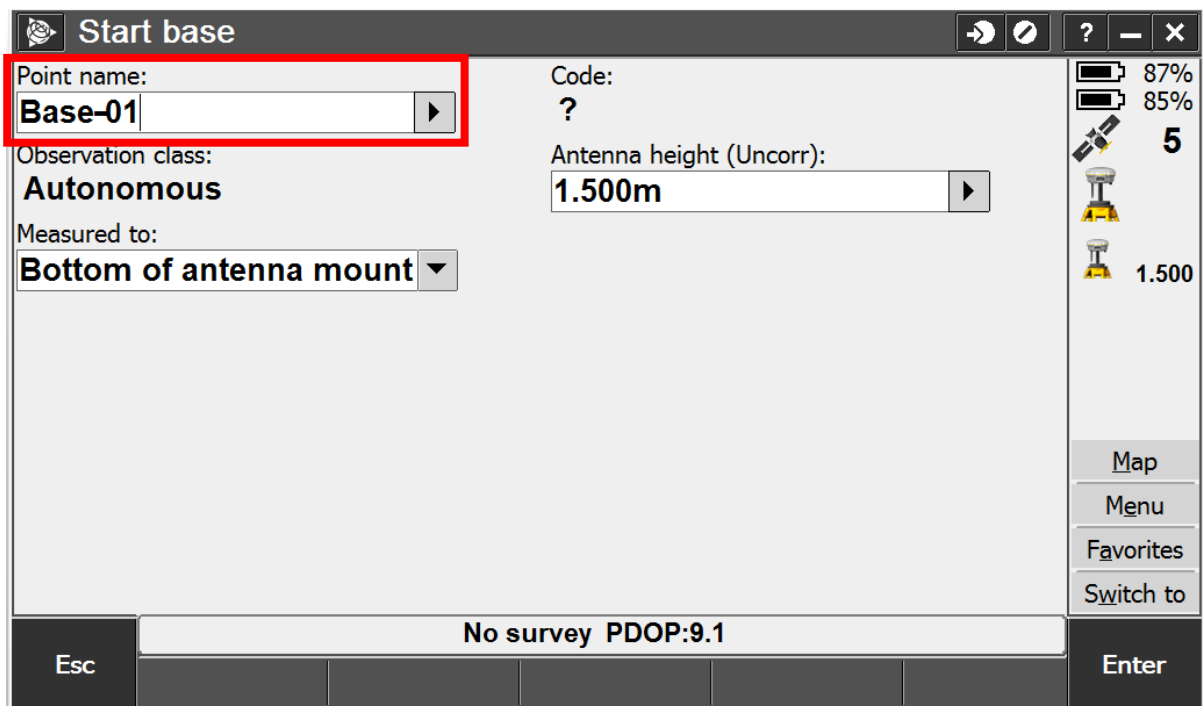 Start base
?
Point name:
Base-01
Code:
?
Observation class:
Autonomous
Antenna height (Uncorr):
1.500m
Measured to:
Bottom of antenna mount
87%
85%
5
1.500
Map
Menu
Favorites
Switch to
No survey PDOP:9.1
Esc
Enter